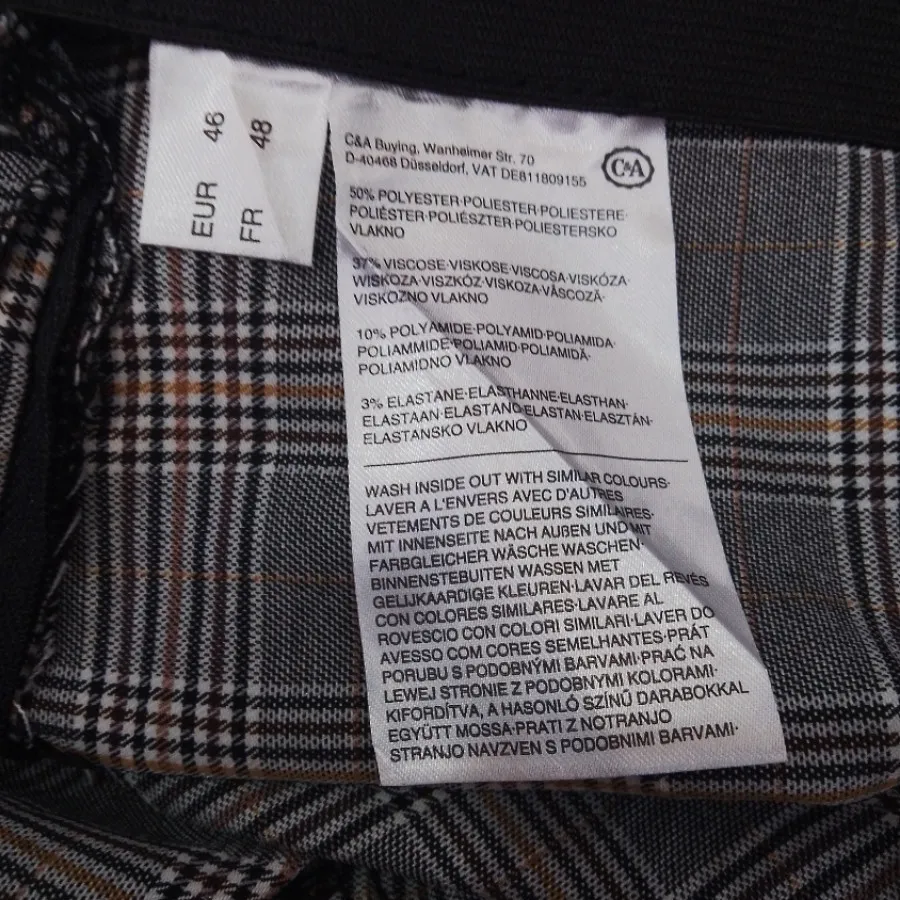 EUR 46
FR 48
C&A Buying, Wanheimer Str. 70
D-40468 Düsseldorf, VAT DE811809155
C&A
50% POLYESTER·POLIESTER·POLIESTERE·
POLIÉSTER·POLIÉSZTER·POLIESTERSKO
VLAKNO
37% VISCOSE·VISKOSE·VISCOSA·VISKÓZA·
WISKOZA·VISZKÓZ·VISKOZA·VÂSCOZÃ·
VISKOZNO VLAKNO
10% POLYAMIDE·POLYAMID·POLIAMIDA·
POLIAMMIDE·POLIAMID·POLIAMIDĂ·
POLIAMIDNO VLAKNO
3% ELASTANE·ELASTHANNE·ELASTHAN·
ELASTAAN·ELASTANO·ELASTAN·ELASZTÁN·
ELASTANSKO VLAKNO
WASH INSIDE OUT WITH SIMILAR COLOURS·
LAVER A L'ENVERS AVEC D'AUTRES
VETEMENTS DE COULEURS SIMILAIRES·
MIT INNENSEITE NACH AUßEN UND MIT
FARBGLEICHER WÄSCHE WASCHEN·
BINNENSTEBUITEN WASSEN MET
GELIJKAARDIGE KLEUREN·LAVAR DEL REVÉS
CON COLORES SIMILARES·LAVARE AL
ROVESCIO CON COLORI SIMILARI·LAVER DO
AVESSO COM CORES SEMELHANTES·PRÁT
PORUBU S PODOBNÝMI BARVAMI·PRAĆ NA
LEWEJ STRONIE Z PODOBNYMI KOLORAMI·
KIFORDÍTVA, A HASONLÓ SZÍNŰ DARABOKKAL
EGYÜTT MOSSA·PRATI Z NOTRANJO
STRANJO NAVZVEN S PODOBNIMI BARVAMI·